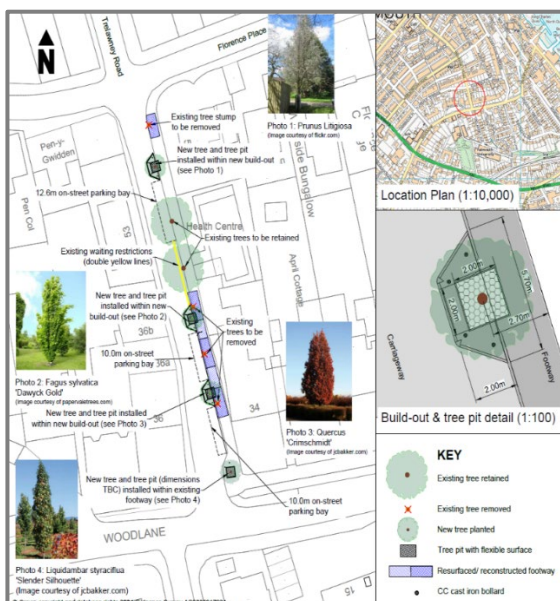 Trelawney Road
Florence Place
N
Existing tree stump
to be removed
Photo 1: Prunus Litigiosa
(Image courtesy of flickr.com)
New tree and tree pit
installed within new
build-out
(see Photo 1)
Pen-y-
Gwidden
Pen Col
side Bungalow
12.6m on-street
parking bay
Health Centre
Existing trees to be retained
Existing waiting restrictions
(double yellow lines)
April Cottage
New tree and tree pit
installed within new
build-out (see Photo 2)
36b
Existing
trees to be
removed
10.0m on-street
parking bay
36a
Photo 2: Fagus sylvatica
'Dawyck Gold'
New tree and tree pit installed
within new build-out (see Photo 3)
36
34
Photo 3: Quercus
'Crimschmidt'
(Image courtesy of jcbakker.com)
New tree and tree pit (dimensions
TBC) installed within existing
footway (see Photo 4)
10.0m on-street
parking bay
WOODLANE
15
Photo 4: Liquidambar styraciflua
'Slender Silhouette'
(Image courtesy of jcbakker.com)
Location Plan (1:10,000)
2.00m
5.70m
2.00m
2.70m
Carriageway
Footway
2.00m
Build-out & tree pit detail (1:100)
KEY
Existing tree retained
Existing tree removed
New tree planted
Tree pit with flexible surface
Resurfaced/ reconstructed footway
CC cast iron bollard